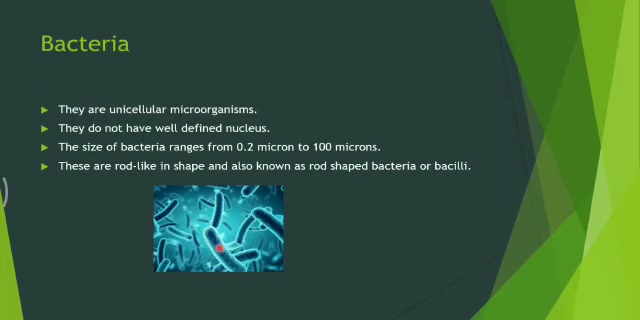 Bacteria
They are unicellular microorganisms.
They do not have well defined nucleus.
The size of bacteria ranges from 0.2 micron to 100 microns.
These are rod-like in shape and also known as rod shaped bacteria or bacilli.